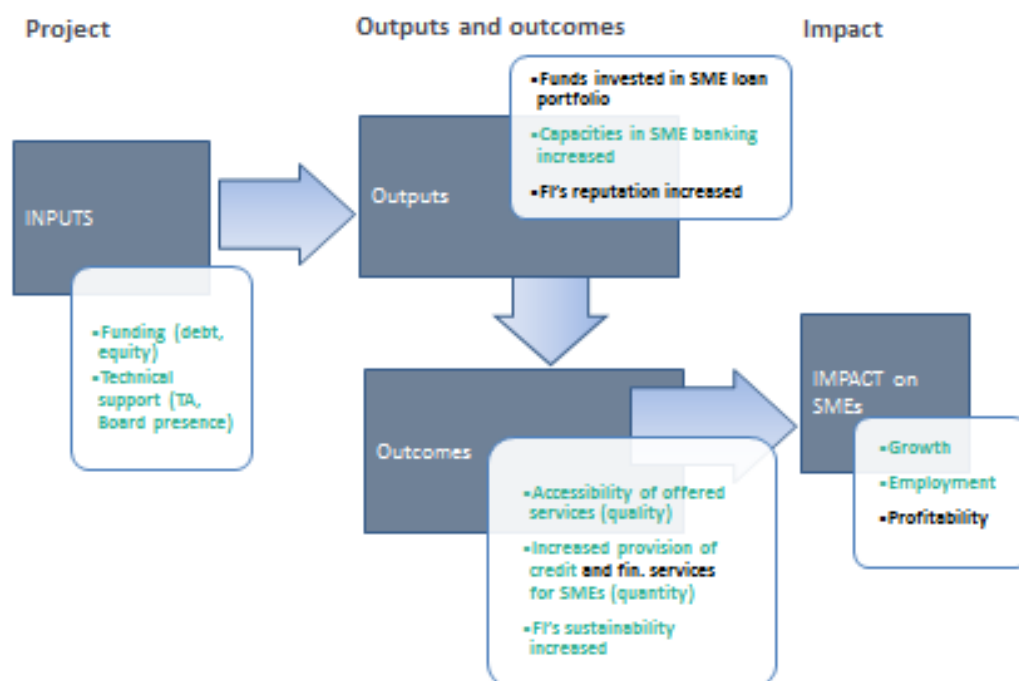 Project
Outputs and outcomes
Impact
INPUTS
▪Funding (debt,
equity)
▪Technical
support (TA,
Board presence)
Outputs
▪Funds invested in SME loan
portfolio
▪Capacities in SME banking
increased
▪FI's reputation increased
Outcomes
▪Accessibility of offered
services (quality)
▪Increased provision of
credit and fin. services
for SMEs (quantity)
▪FI's sustainability
increased
IMPACT on
SMEs
▪Growth
▪Employment
▪Profitability